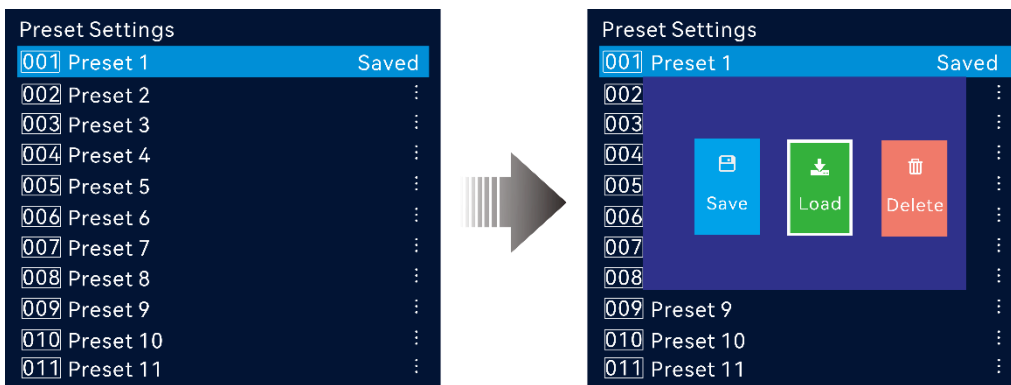 Preset Settings
001 Preset 1 Saved
002 Preset 2 ⋮
003 Preset 3 ⋮
004 Preset 4 ⋮
005 Preset 5 ⋮
006 Preset 6 ⋮
007 Preset 7 ⋮
008 Preset 8 ⋮
009 Preset 9 ⋮
010 Preset 10 ⋮
011 Preset 11 ⋮
Preset Settings
001 Preset 1 Saved
002 ⋮
003 ⋮
004 ⋮
005 ⋮
006 ⋮
007 ⋮
008 ⋮
Save Load Delete
009 Preset 9 ⋮
010 Preset 10 ⋮
011 Preset 11 ⋮